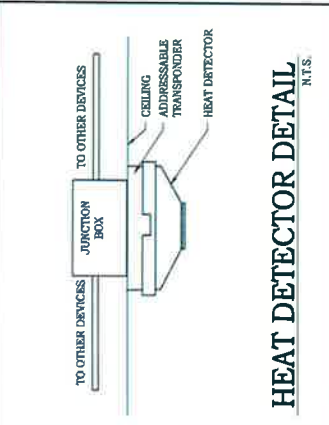 TO OTHER DEVICES
TO OTHER DEVICES
JUNCTION
BOX
CEILING
ADDRESSABLE
TRANSPONDER
HEAT DETECTOR
HEAT DETECTOR DETAIL
N.T.S.